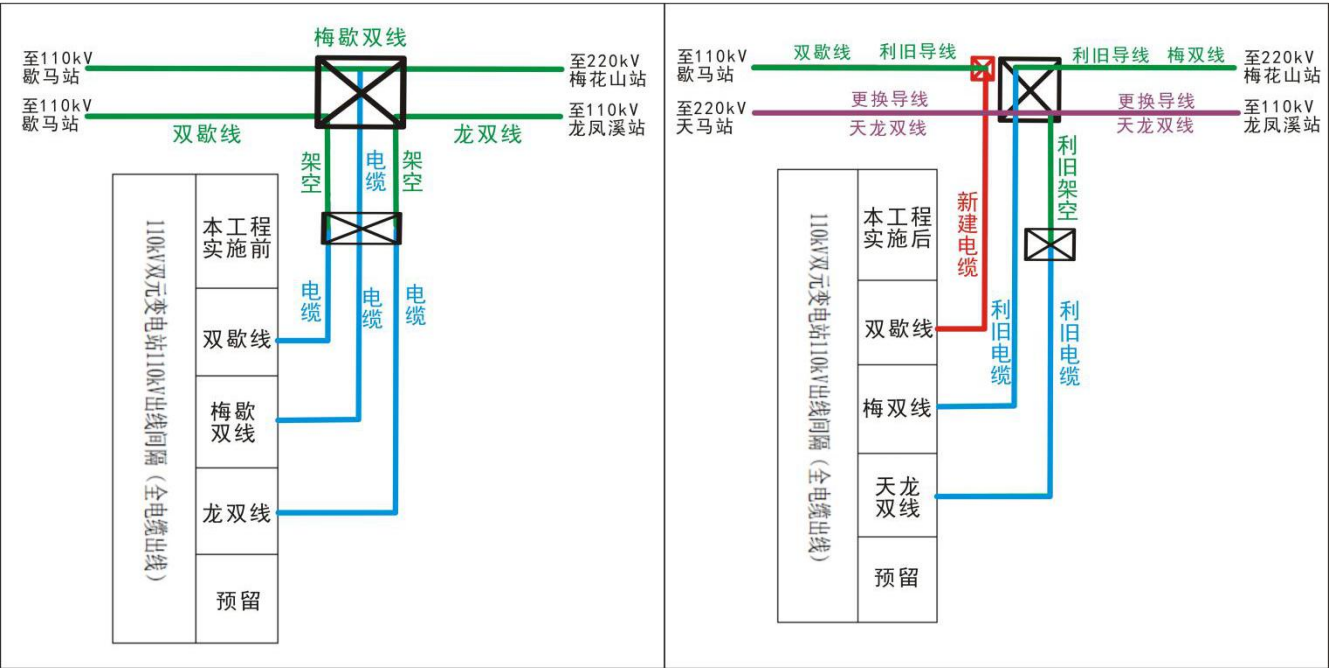 梅歇双线
至110kV
歇马站
至220kV
梅花山站
至110kV
歇马站
至110kV
龙凤溪站
双歇线
龙双线
架空
电缆
架空
电缆
电缆
电缆
110kV双元变电站110kV出线间隔（全电缆出线）
本工程
实施前
双歇线
梅歇
双线
龙双线
预留
至110kV
歇马站
双歇线
利旧导线
利旧导线
梅双线
至220kV
梅花山站
至220kV
天马站
更换导线
天龙双线
更换导线
天龙双线
至110kV
龙凤溪站
利旧架空
新建电缆
利旧电缆
利旧电缆
110kV双元变电站110kV出线间隔（全电缆出线）
本工程
实施后
双歇线
梅双线
天龙
双线
预留